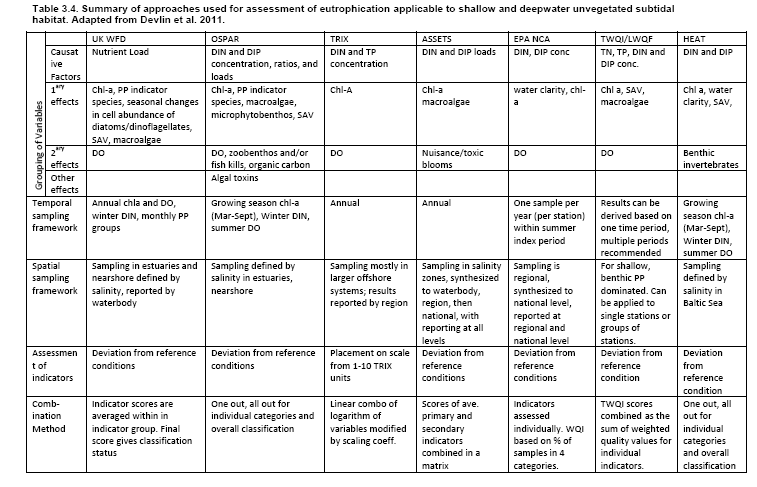 Table 3.4. Summary of approaches used for assessment of eutrophication applicable to shallow and deepwater unvegetated subtidal
habitat. Adapted from Devlin et al. 2011.
UK WFD OSPAR TRIX ASSETS EPA NCA TWQI/LWQF HEAT
Grouping of Variables
Causat
ive
Factors
Nutrient Load
DIN and DIP
concentration, ratios, and
loads
DIN and TP
concentration
DIN and DIP loads
DIN, DIP conc
TN, TP, DIN and
DIP conc.
DIN and DIP
1ary
effects
Chl-a, PP indicator
species, seasonal changes
in cell abundance of
diatoms/dinoflagellates,
SAV, macroalgae
Chl-a, PP indicator
species, macroalgae,
microphytobenthos, SAV
Chl-A
Chl-a
macroalgae
water clarity, chl-
a
Chl a, SAV,
macroalgae
Chl a, water
clarity, SAV,
2ary
effects
DO
DO, zoobenthos and/or
fish kills, organic carbon
DO
Nuisance/toxic
blooms
DO
DO
Benthic
invertebrates
Other
effects
Algal toxins
Temporal
sampling
framework
Annual chla and DO,
winter DIN, monthly PP
groups
Growing season chl-a
(Mar-Sept), Winter DIN,
summer DO
Annual
Annual
One sample per
year (per station)
within summer
index period
Results can be
derived based on
one time period,
multiple periods
recommended
Growing
season chl-a
(Mar-Sept),
Winter DIN,
summer DO
Spatial
sampling
framework
Sampling in estuaries and
nearshore defined by
salinity, reported by
waterbody
Sampling defined by
salinity in estuaries,
nearshore
Sampling mostly in
larger offshore
systems; results
reported by region
Sampling in salinity
zones, synthesized
to waterbody,
region, then
national, with
reporting at all
levels
Sampling is
regional,
synthesized to
national level,
reported at
regional and
national level
For shallow,
benthic PP
dominated. Can
be applied to
single stations or
groups of
stations.
Sampling
defined by
salinity in
Baltic Sea
Assessmen
t of
indicators
Deviation from reference
conditions
Deviation from reference
conditions
Placement on scale
from 1-10 TRIX
units
Deviation from
reference
conditions
Deviation from
reference
conditions
Deviation from
reference
condition
Deviation
from
reference
condition
Comb-
ination
Method
Indicator scores are
averaged within in
indicator group. Final
score gives classification
status
One out, all out for
individual categories and
overall classification
Linear combo of
logarithm of
variables modified
by scaling coeff.
Scores of ave.
primary and
secondary
indicators
combined in a
matrix
Indicators
assessed
individually. WQI
based on % of
samples in 4
categories.
TWQI scores
combined as the
sum of weighted
quality values for
individual
indicators.
One out, all
out for
individual
categories
and overall
classification